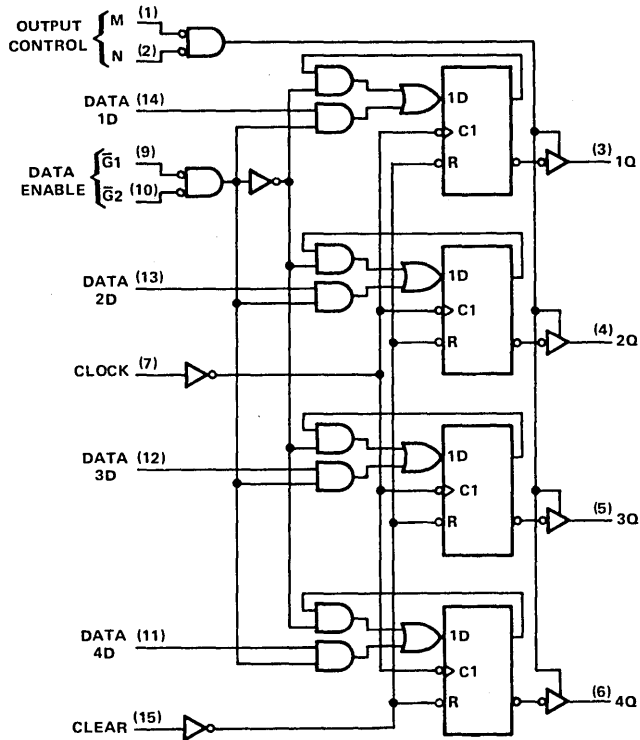 OUTPUT CONTROL
M (1)
N (2)
DATA 1D (14)
DATA ENABLE
G̅1 (9)
G̅2 (10)
1D
C1
R
(3) 1Q
DATA 2D (13)
1D
C1
R
(4) 2Q
CLOCK (7)
DATA 3D (12)
1D
C1
R
(5) 3Q
DATA 4D (11)
1D
C1
R
(6) 4Q
CLEAR (15)